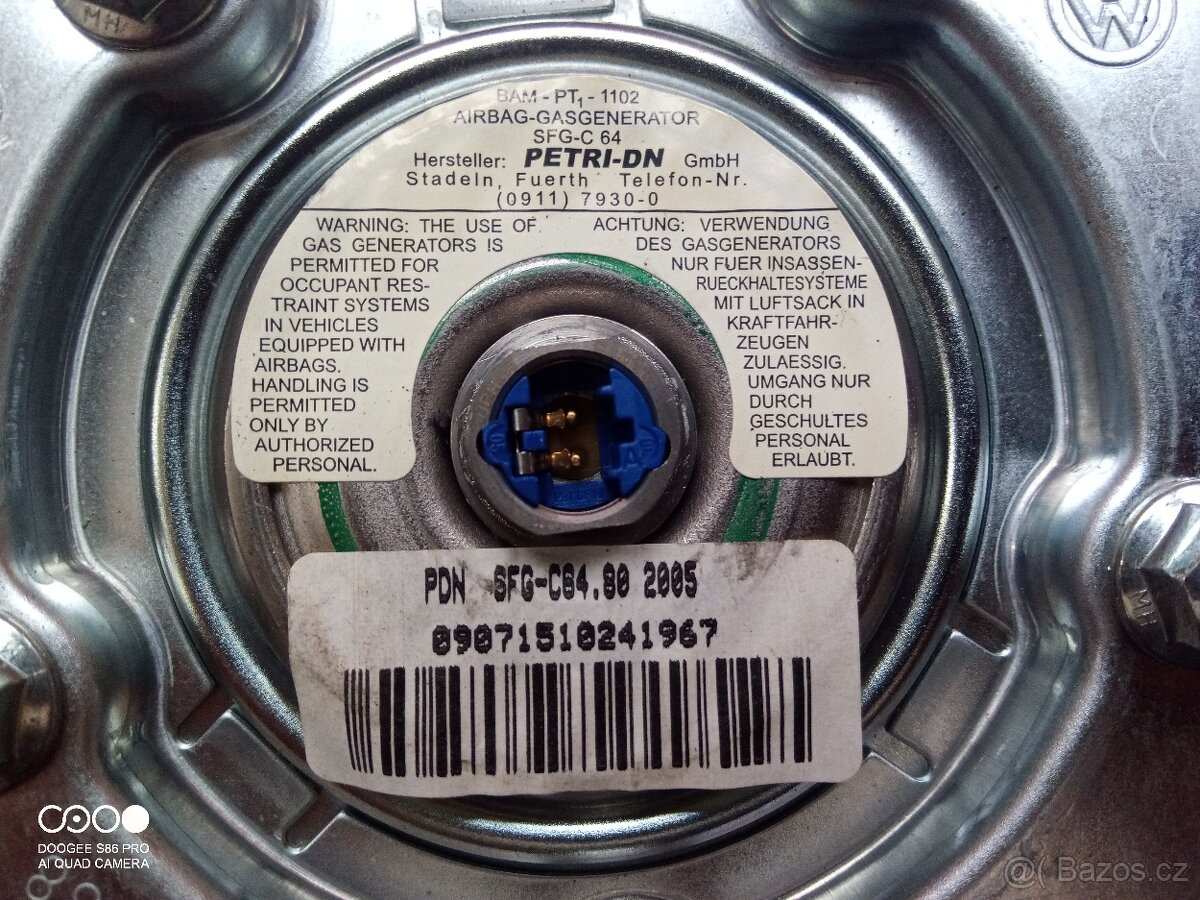 MH
VW
BAM - PT1 - 1102
AIRBAG-GASGENERATOR
SFG-C 64
Hersteller: PETRI-DN GmbH
Stadeln, Fuerth Telefon-Nr.
(0911) 7930-0
WARNING: THE USE OF
GAS GENERATORS IS
PERMITTED FOR
OCCUPANT RES-
TRAINT SYSTEMS
IN VEHICLES
EQUIPPED WITH
AIRBAGS.
HANDLING IS
PERMITTED
ONLY BY
AUTHORIZED
PERSONAL.
ACHTUNG: VERWENDUNG
DES GASGENERATORS
NUR FUER INSASSEN-
RUECKHALTESYSTEME
MIT LUFTSACK IN
KRAFTFAHR-
ZEUGEN
ZULAESSIG.
UMGANG NUR
DURCH
GESCHULTES
PERSONAL
ERLAUBT.
A
MH
PDN SFG-C64.80 2005
09071510241967
DOOGEE S86 PRO
AI QUAD CAMERA
@( Bazos.cz